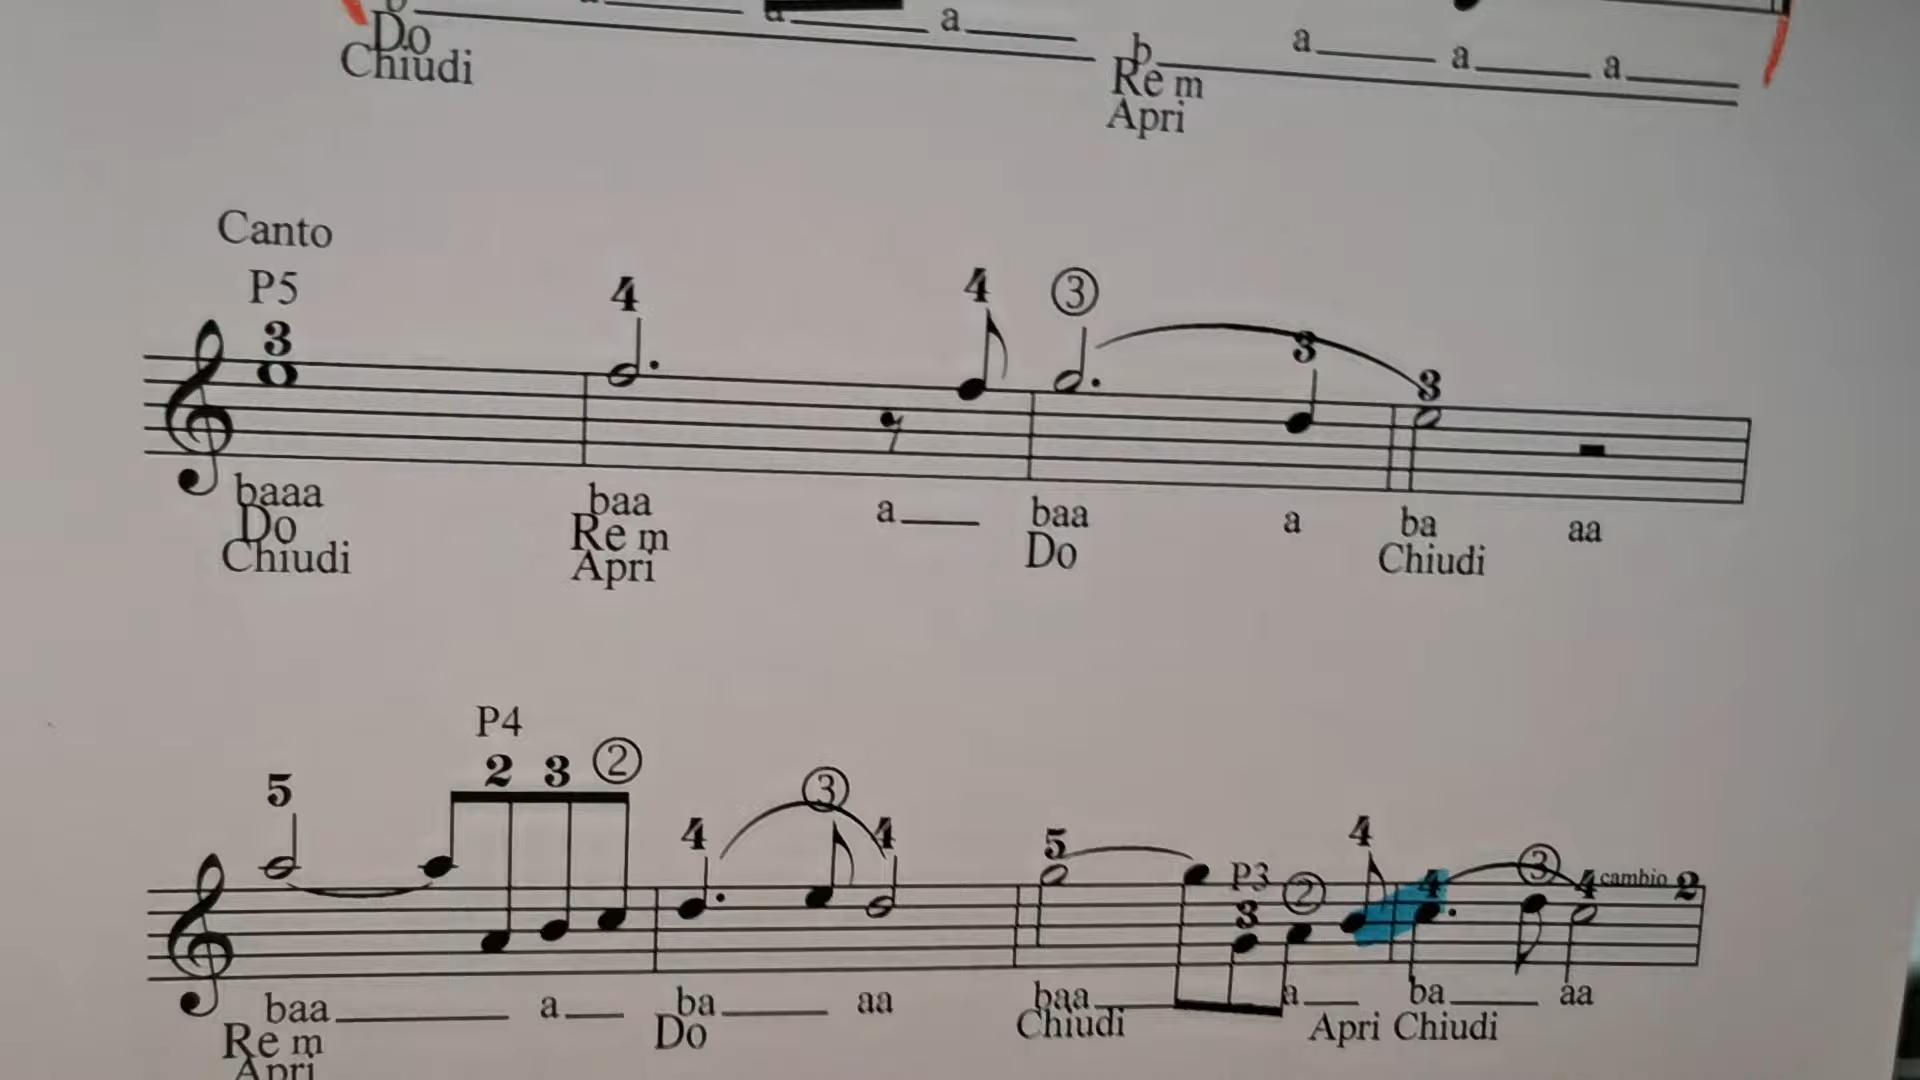 b a a a
Do
Chiudi
b a a a
Re m
Apri
Canto
P5
3 4 4 ③ 3 3
baaa baa a baa a ba aa
Do Re m Do Chiudi
Chiudi Apri
P4
5 2 3 ② 4 ③ 4 5 P3 3 ② 4 4 ③ 4 cambio 2
baa a ba aa baa a ba aa
Re m Do Chiudi Apri Chiudi
Apri